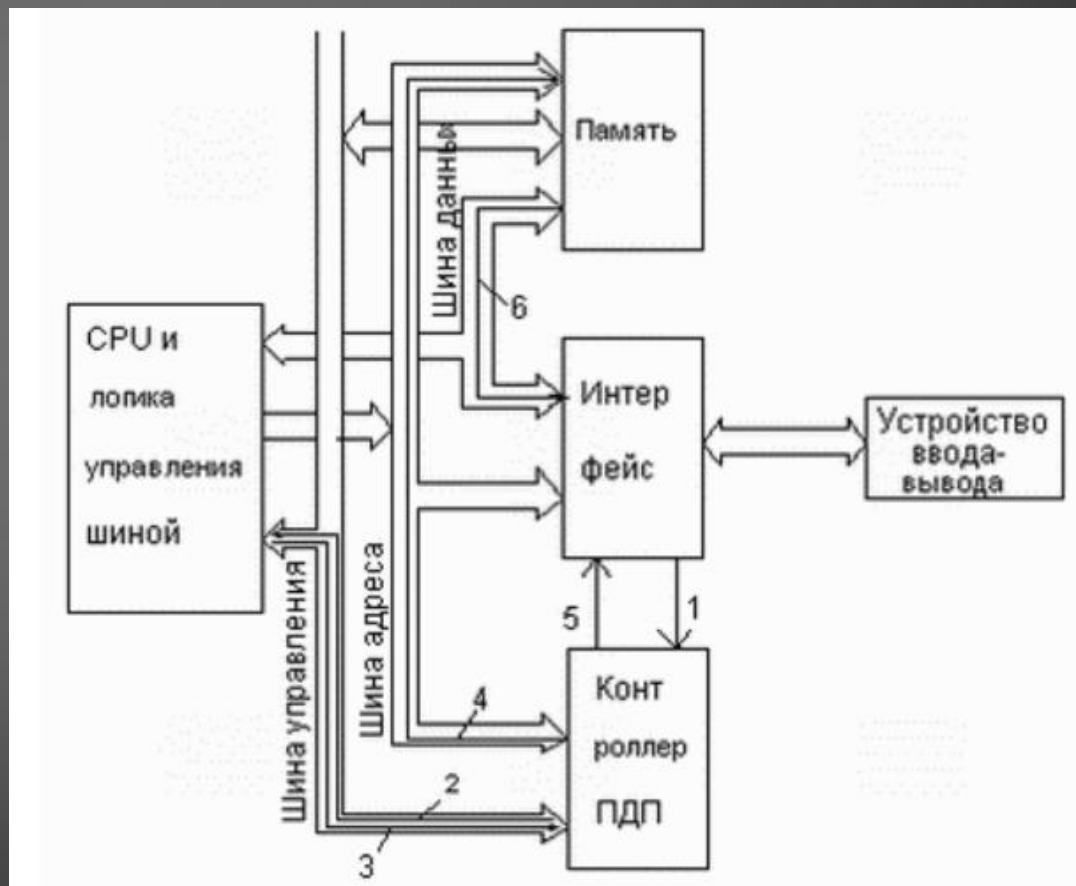 Память
Шина данных
6
CPU и
логика
управления
шиной
Интер
фейс
Устройство
ввода-
вывода
Шина управления
Шина адреса
5
1
4
Конт
роллер
ПДП
2
3